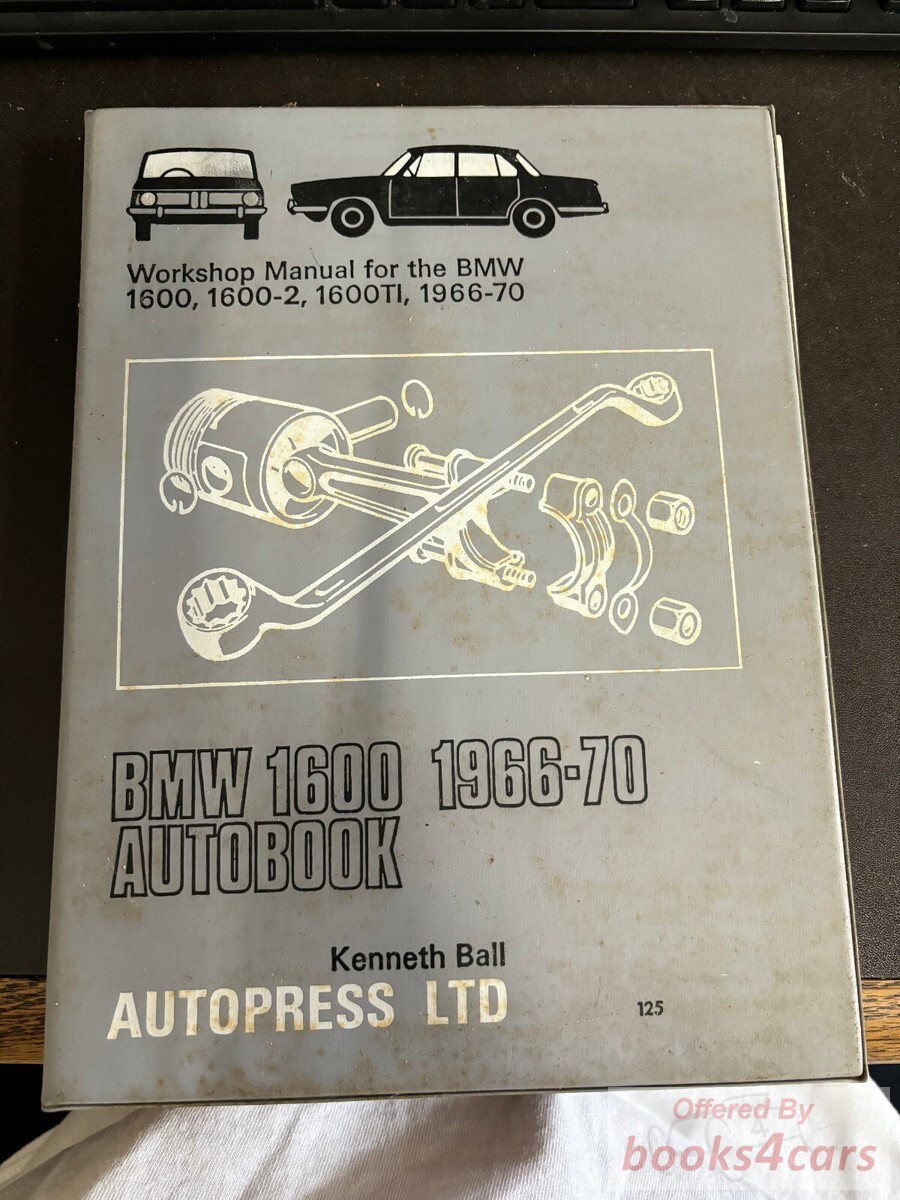 Workshop Manual for the BMW
1600, 1600-2, 1600TI, 1966-70
BMW 1600 1966-70
AUTOBOOK
Kenneth Ball
AUTOPRESS LTD
125
Offered By
books4cars